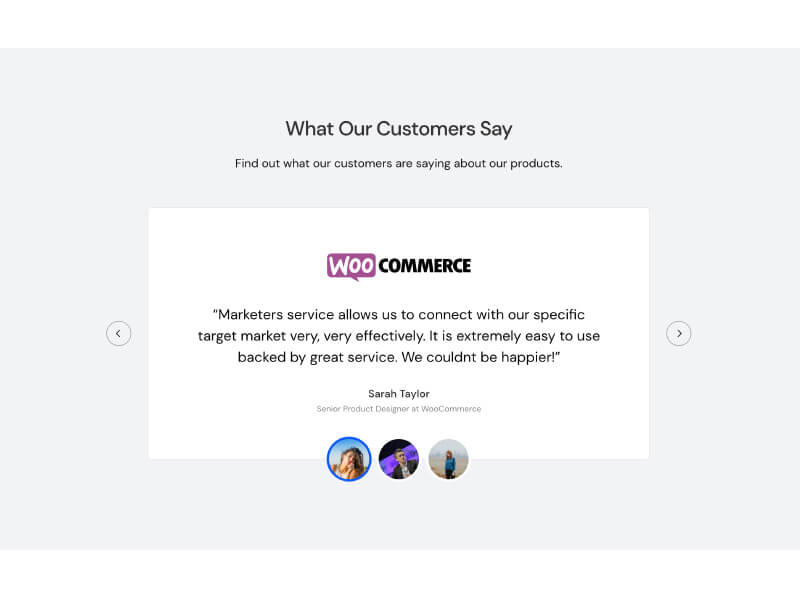 What Our Customers Say
Find out what our customers are saying about our products.
WOO COMMERCE
“Marketers service allows us to connect with our specific
target market very, very effectively. It is extremely easy to use
backed by great service. We couldnt be happier!”
Sarah Taylor
Senior Product Designer at WooCommerce